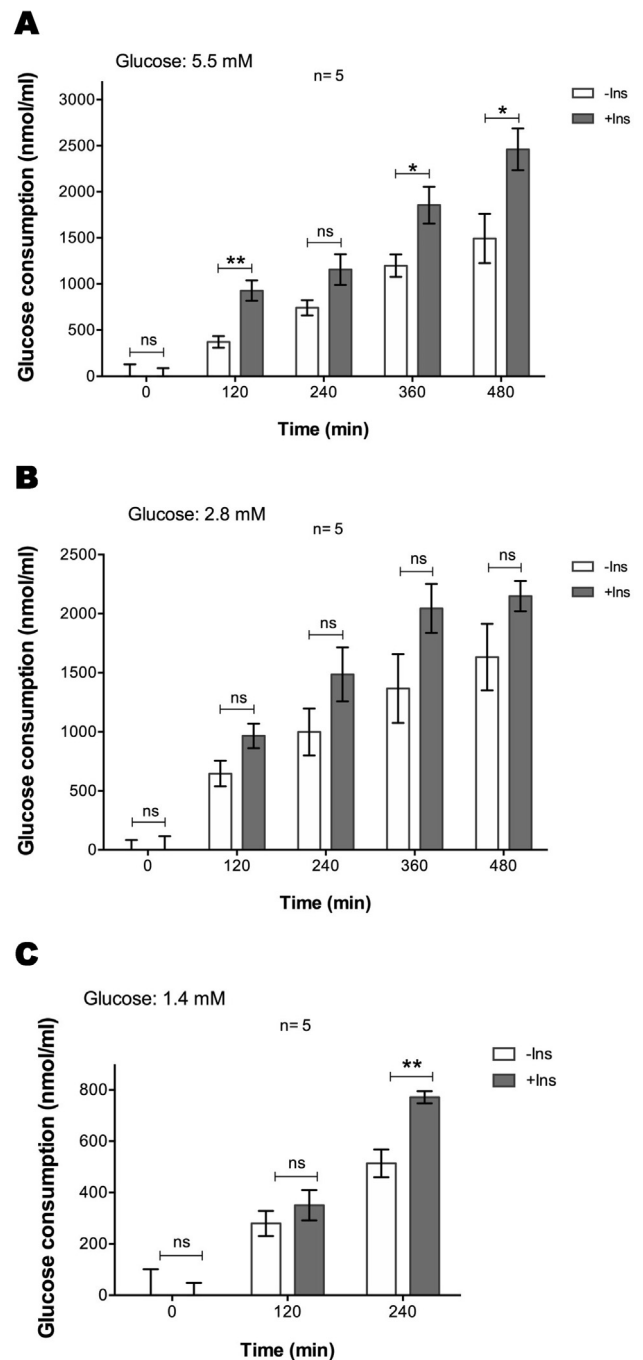 A
Glucose: 5.5 mM
n= 5
-Ins
+Ins
Glucose consumption (nmol/ml)
3000
2500
2000
1500
1000
500
0
ns
**
ns
*
*
0 120 240 360 480
Time (min)
B
Glucose: 2.8 mM
n= 5
-Ins
+Ins
Glucose consumption (nmol/ml)
2500
2000
1500
1000
500
0
ns
ns
ns
ns
ns
0 120 240 360 480
Time (min)
C
Glucose: 1.4 mM
n= 5
-Ins
+Ins
Glucose consumption (nmol/ml)
800
600
400
200
0
ns
ns
**
0 120 240
Time (min)